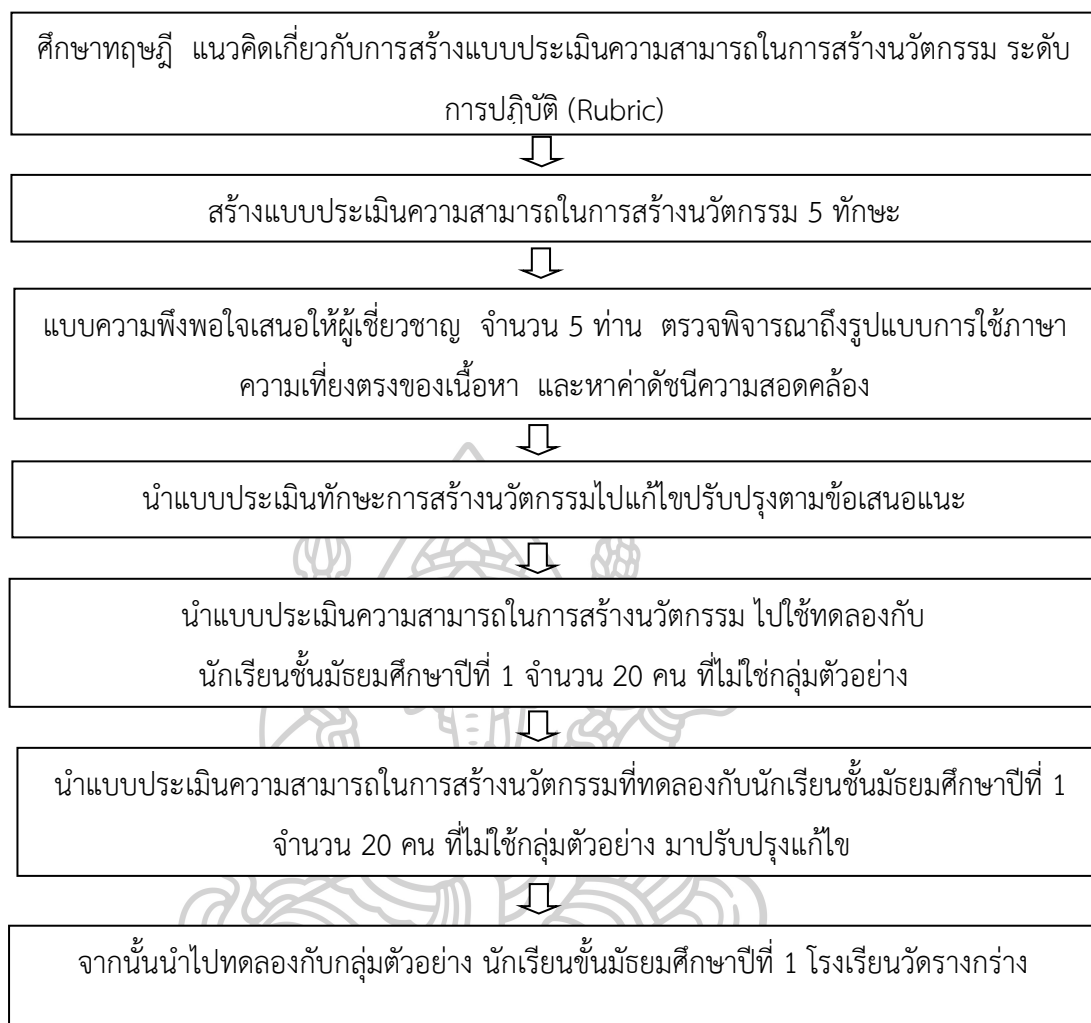 ศึกษาทฤษฎี แนวคิดเกี่ยวกับการสร้างแบบประเมินความสามารถในการสร้างนวัตกรรม ระดับ
การปฏิบัติ (Rubric)
สร้างแบบประเมินความสามารถในการสร้างนวัตกรรม 5 ทักษะ
แบบความพึงพอใจเสนอให้ผู้เชี่ยวชาญ จำนวน 5 ท่าน ตรวจพิจารณาถึงรูปแบบการใช้ภาษา
ความเที่ยงตรงของเนื้อหา และหาค่าดัชนีความสอดคล้อง
นำแบบประเมินทักษะการสร้างนวัตกรรมไปแก้ไขปรับปรุงตามข้อเสนอแนะ
นำแบบประเมินความสามารถในการสร้างนวัตกรรม ไปใช้ทดลองกับ
นักเรียนชั้นมัธยมศึกษาปีที่ 1 จำนวน 20 คน ที่ไม่ใช่กลุ่มตัวอย่าง
นำแบบประเมินความสามารถในการสร้างนวัตกรรมที่ทดลองกับนักเรียนชั้นมัธยมศึกษาปีที่ 1
จำนวน 20 คน ที่ไม่ใช้กลุ่มตัวอย่าง มาปรับปรุงแก้ไข
จากนั้นนำไปทดลองกับกลุ่มตัวอย่าง นักเรียนขั้นมัธยมศึกษาปีที่ 1 โรงเรียนวัดรางกร่าง